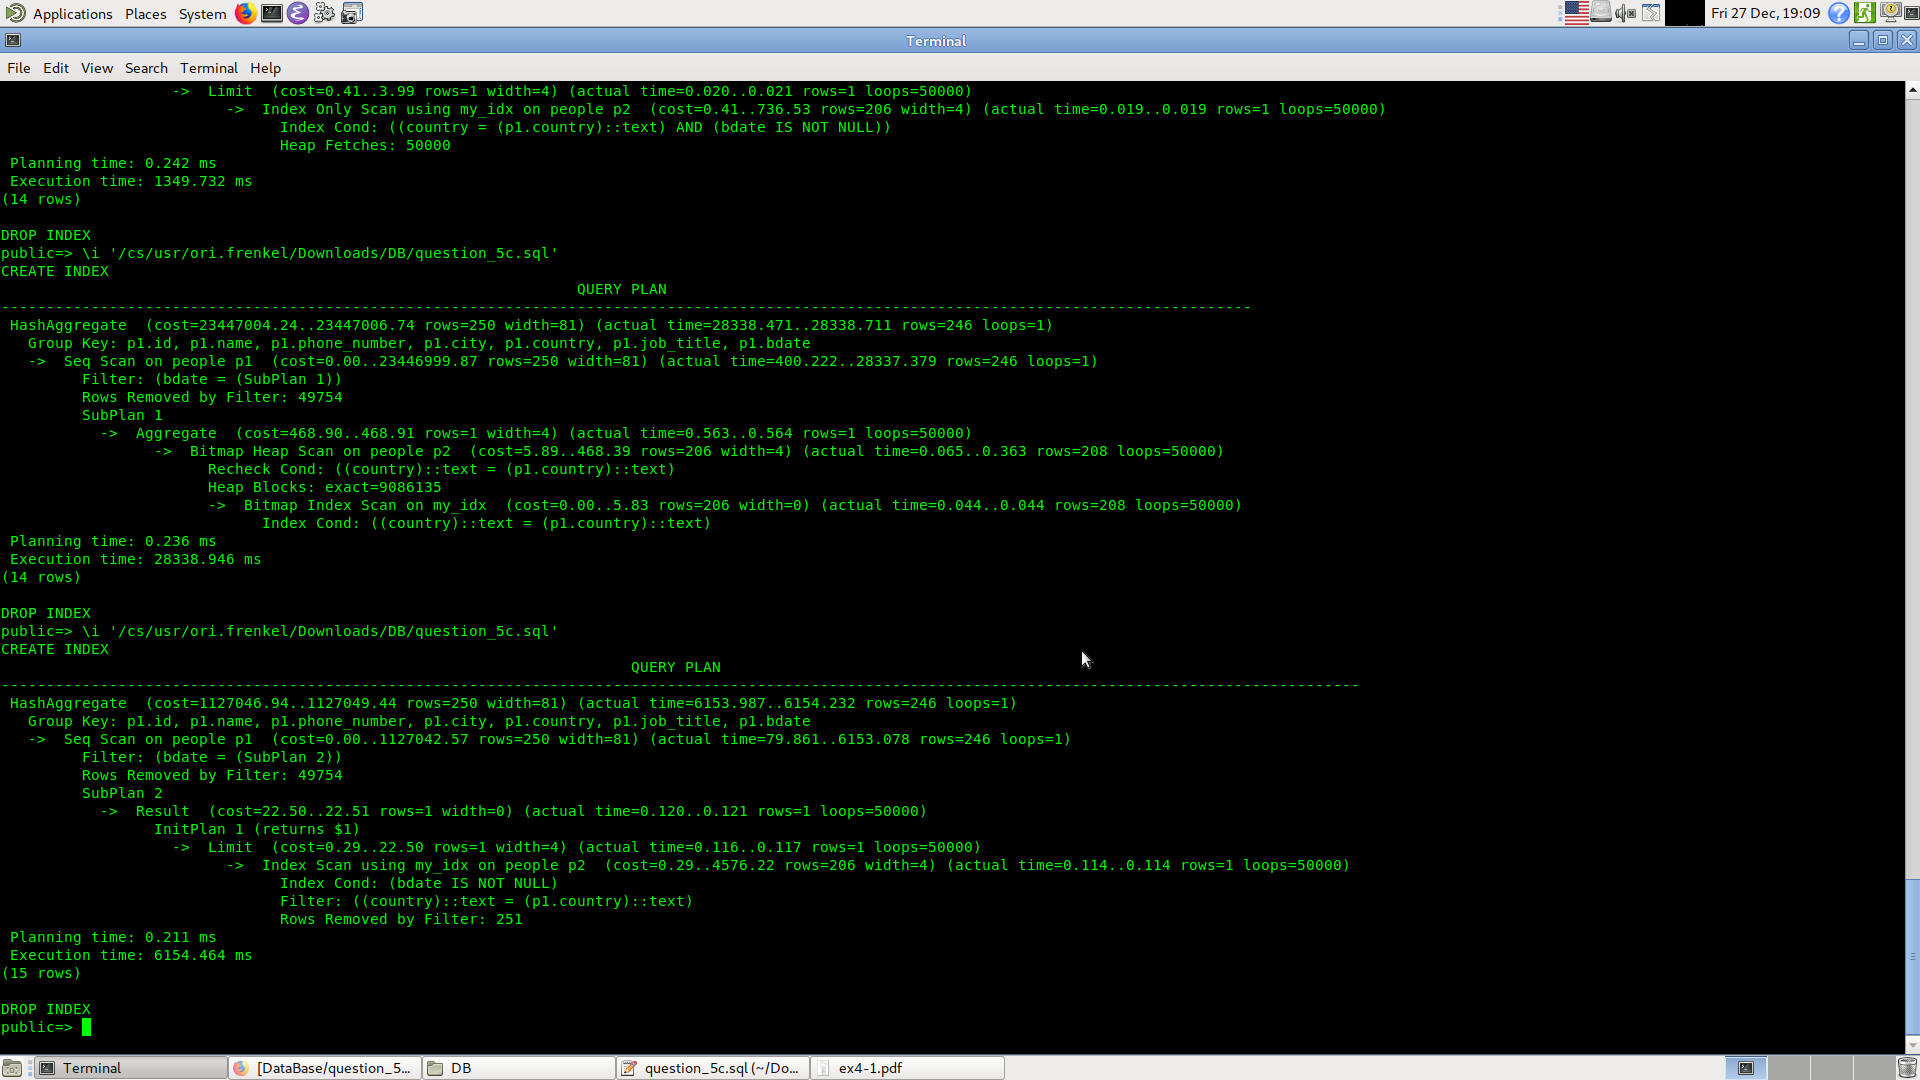 Applications Places System Fri 27 Dec, 19:09
Terminal
File Edit View Search Terminal Help
-> Limit (cost=0.41..3.99 rows=1 width=4) (actual time=0.020..0.021 rows=1 loops=50000)
-> Index Only Scan using my_idx on people p2 (cost=0.41..736.53 rows=206 width=4) (actual time=0.019..0.019 rows=1 loops=50000)
Index Cond: ((country = (p1.country)::text) AND (bdate IS NOT NULL))
Heap Fetches: 50000
Planning time: 0.242 ms
Execution time: 1349.732 ms
(14 rows)
DROP INDEX
public=> \i '/cs/usr/ori.frenkel/Downloads/DB/question_5c.sql'
CREATE INDEX
QUERY PLAN
---------------------------------------------------------------------------------------------------------------------------------------------
HashAggregate (cost=23447004.24..23447006.74 rows=250 width=81) (actual time=28338.471..28338.711 rows=246 loops=1)
Group Key: p1.id, p1.name, p1.phone_number, p1.city, p1.country, p1.job_title, p1.bdate
-> Seq Scan on people p1 (cost=0.00..23446999.87 rows=250 width=81) (actual time=400.222..28337.379 rows=246 loops=1)
Filter: (bdate = (SubPlan 1))
Rows Removed by Filter: 49754
SubPlan 1
-> Aggregate (cost=468.90..468.91 rows=1 width=4) (actual time=0.563..0.564 rows=1 loops=50000)
-> Bitmap Heap Scan on people p2 (cost=5.89..468.39 rows=206 width=4) (actual time=0.065..0.363 rows=208 loops=50000)
Recheck Cond: ((country)::text = (p1.country)::text)
Heap Blocks: exact=9086135
-> Bitmap Index Scan on my_idx (cost=0.00..5.83 rows=206 width=0) (actual time=0.044..0.044 rows=208 loops=50000)
Index Cond: ((country)::text = (p1.country)::text)
Planning time: 0.236 ms
Execution time: 28338.946 ms
(14 rows)
DROP INDEX
public=> \i '/cs/usr/ori.frenkel/Downloads/DB/question_5c.sql'
CREATE INDEX
QUERY PLAN
---------------------------------------------------------------------------------------------------------------------------------------------------------
HashAggregate (cost=1127046.94..1127049.44 rows=250 width=81) (actual time=6153.987..6154.232 rows=246 loops=1)
Group Key: p1.id, p1.name, p1.phone_number, p1.city, p1.country, p1.job_title, p1.bdate
-> Seq Scan on people p1 (cost=0.00..1127042.57 rows=250 width=81) (actual time=79.861..6153.078 rows=246 loops=1)
Filter: (bdate = (SubPlan 2))
Rows Removed by Filter: 49754
SubPlan 2
-> Result (cost=22.50..22.51 rows=1 width=0) (actual time=0.120..0.121 rows=1 loops=50000)
InitPlan 1 (returns $1)
-> Limit (cost=0.29..22.50 rows=1 width=4) (actual time=0.116..0.117 rows=1 loops=50000)
-> Index Scan using my_idx on people p2 (cost=0.29..4576.22 rows=206 width=4) (actual time=0.114..0.114 rows=1 loops=50000)
Index Cond: (bdate IS NOT NULL)
Filter: ((country)::text = (p1.country)::text)
Rows Removed by Filter: 251
Planning time: 0.211 ms
Execution time: 6154.464 ms
(15 rows)
DROP INDEX
public=>
Terminal [DataBase/question_5... DB question_5c.sql (~/Do... ex4-1.pdf